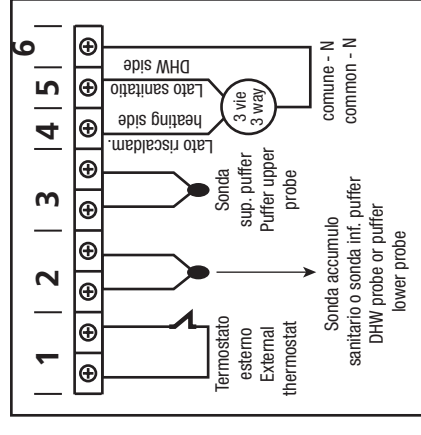 1 2 3 4 5 6
Termostato
esterno
External
thermostat
Sonda accumulo
sanitario o sonda inf. puffer
DHW probe or puffer
lower probe
Sonda
sup. puffer
Puffer upper
probe
Lato riscaldam.
heating side
Lato sanitatio
DHW side
3 vie
3 way
comune - N
common - N